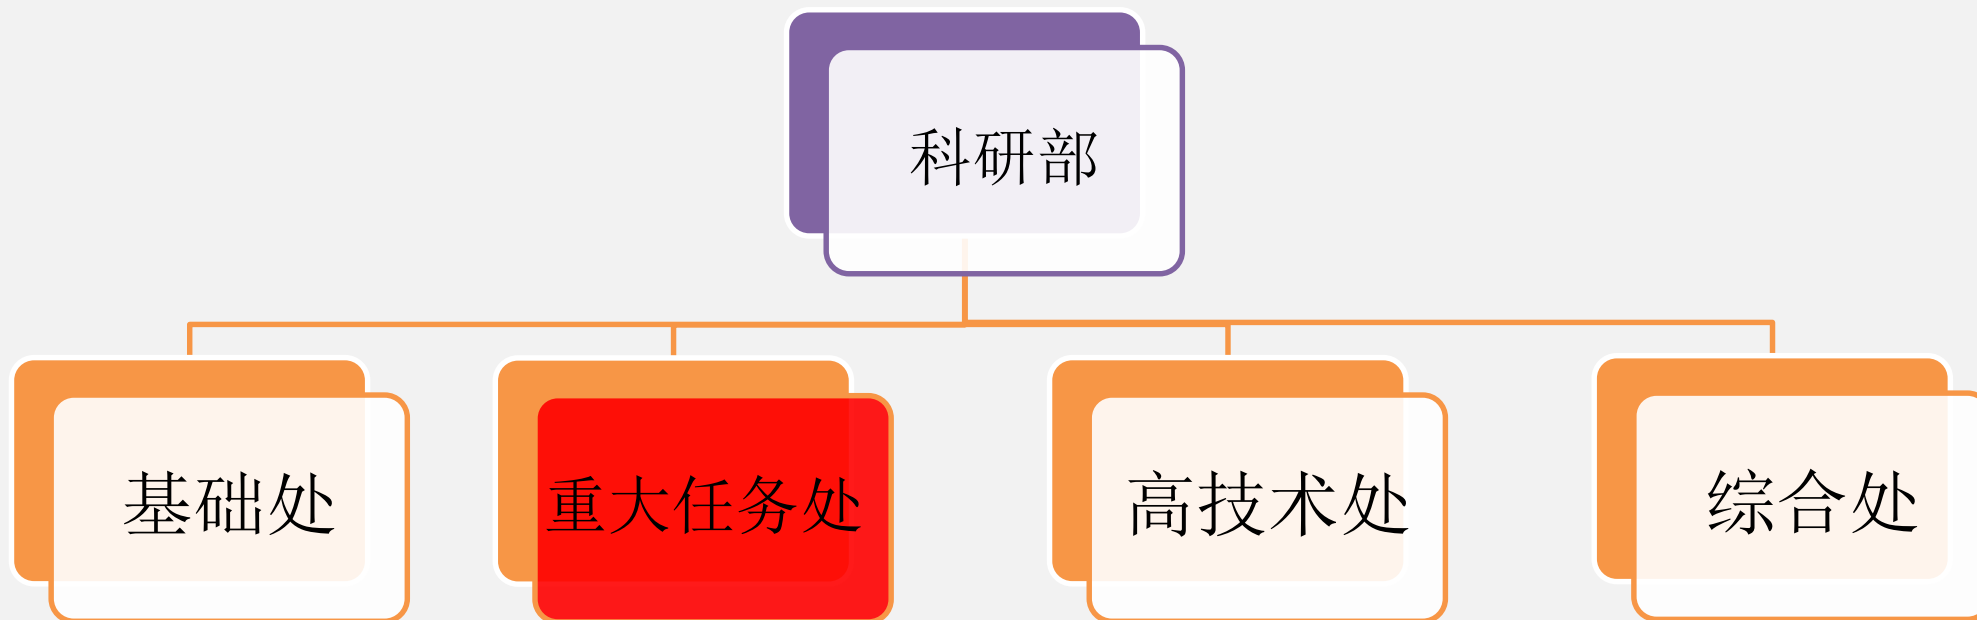 科研部
基础处
重大任务处
高技术处
综合处